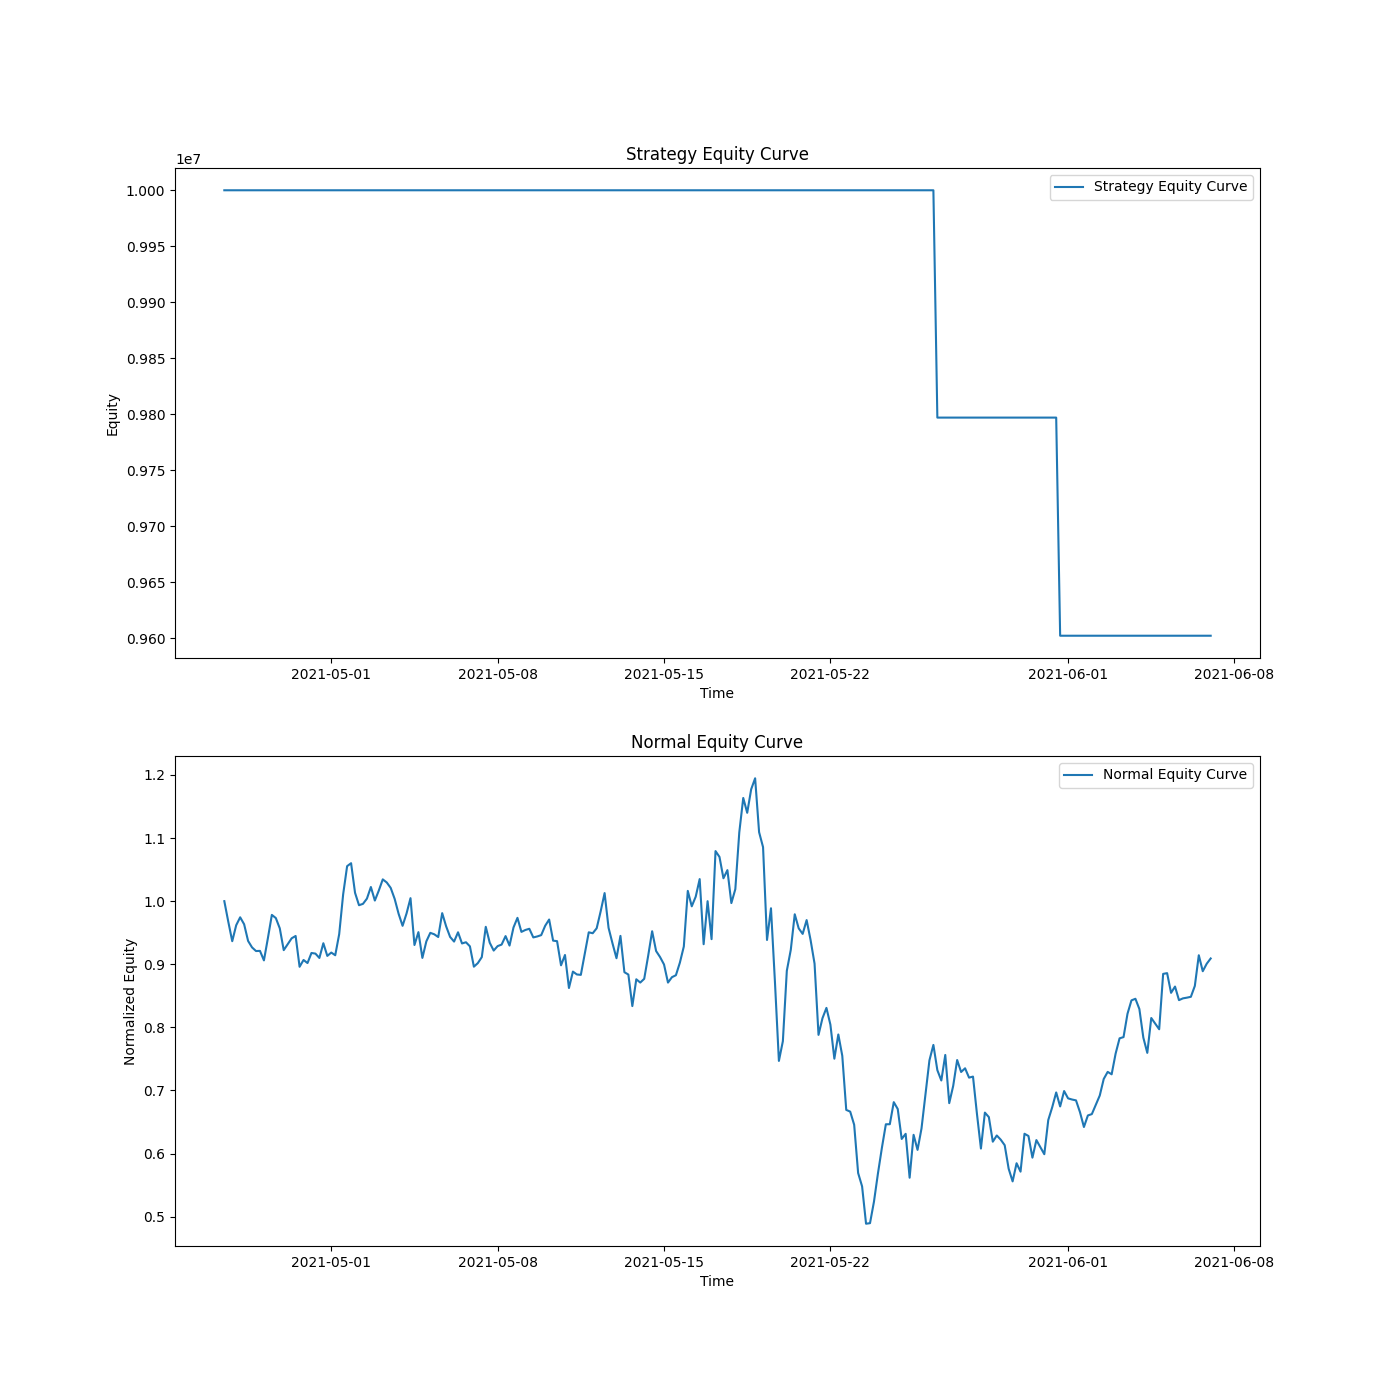 Strategy Equity Curve
1e7
Strategy Equity Curve
1.000
0.995
0.990
0.985
0.980
0.975
0.970
0.965
0.960
Equity
2021-05-01 2021-05-08 2021-05-15 2021-05-22 2021-06-01 2021-06-08
Time
Normal Equity Curve
Normal Equity Curve
1.2
1.1
1.0
0.9
0.8
0.7
0.6
0.5
Normalized Equity
2021-05-01 2021-05-08 2021-05-15 2021-05-22 2021-06-01 2021-06-08
Time